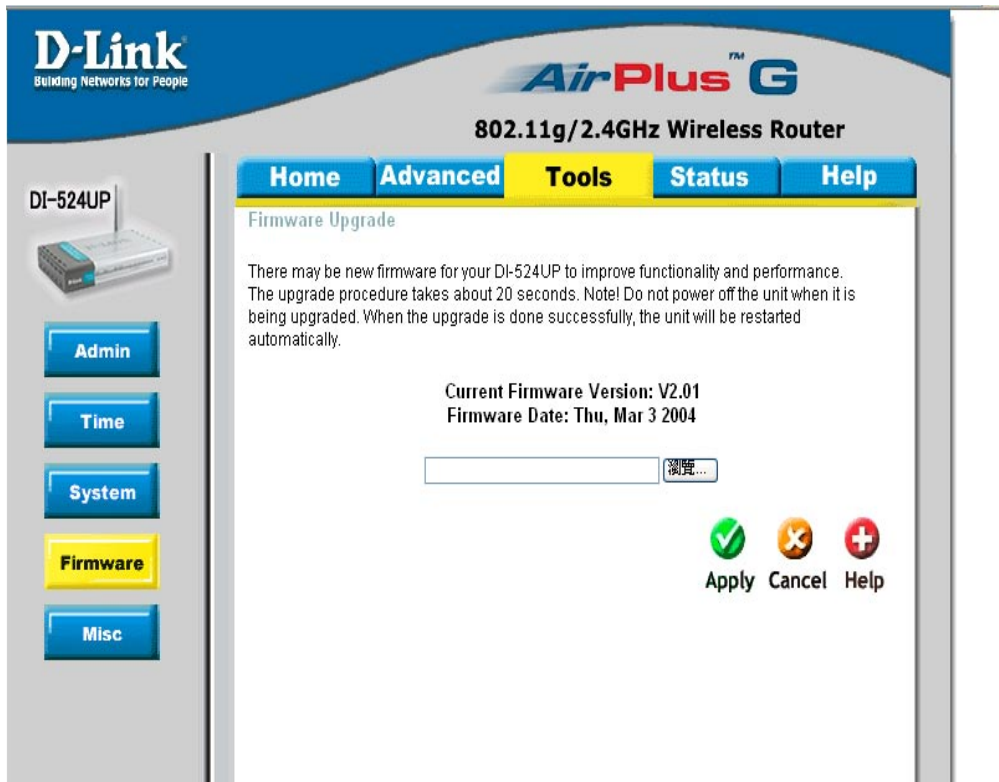 D-Link
Building Networks for People
AirPlus™ G
802.11g/2.4GHz Wireless Router
DI-524UP
Home
Advanced
Tools
Status
Help
Admin
Time
System
Firmware
Misc
Firmware Upgrade
There may be new firmware for your DI-524UP to improve functionality and performance.
The upgrade procedure takes about 20 seconds. Note! Do not power off the unit when it is
being upgraded. When the upgrade is done successfully, the unit will be restarted
automatically.
Current Firmware Version: V2.01
Firmware Date: Thu, Mar 3 2004
瀏覽...
Apply
Cancel
Help